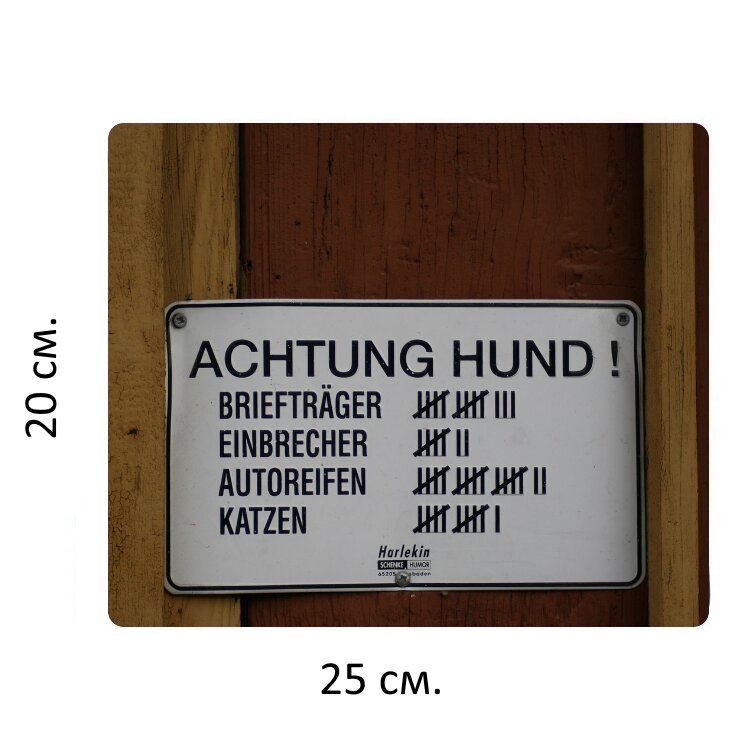 20 см.
ACHTUNG HUND !
BRIEFTRÄGER
EINBRECHER
AUTOREIFEN
KATZEN
Harlekin
SCHENKE HUMOR
25 см.